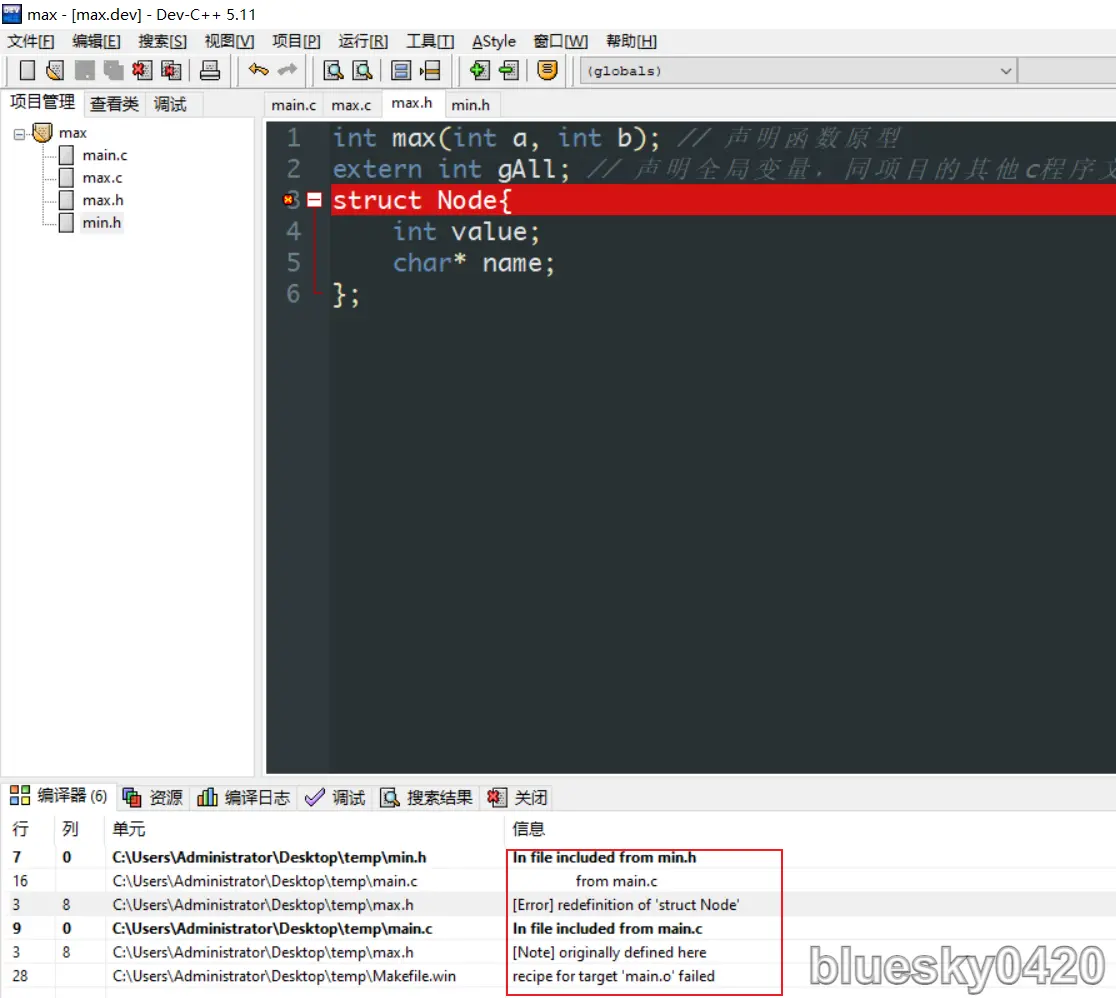 max - [max.dev] - Dev-C++ 5.11
文件[F] 编辑[E] 搜索[S] 视图[V] 项目[P] 运行[R] 工具[T] AStyle 窗口[W] 帮助[H]
(globals)
项目管理 查看类 调试
main.c max.c max.h min.h
max
main.c
max.c
max.h
min.h
1 int max(int a, int b); // 声明函数原型
2 extern int gAll; // 声明全局变量，同项目的其他c程序
3 struct Node{
4 int value;
5 char* name;
6 };
编译器 (6) 资源 编译日志 调试 搜索结果 关闭
行 列 单元 信息
7 0 C:\Users\Administrator\Desktop\temp\min.h In file included from min.h
16 C:\Users\Administrator\Desktop\temp\main.c from main.c
3 8 C:\Users\Administrator\Desktop\temp\max.h [Error] redefinition of 'struct Node'
9 0 C:\Users\Administrator\Desktop\temp\main.c In file included from main.c
3 8 C:\Users\Administrator\Desktop\temp\max.h [Note] originally defined here
28 C:\Users\Administrator\Desktop\temp\Makefile.win recipe for target 'main.o' failed
bluesky0420